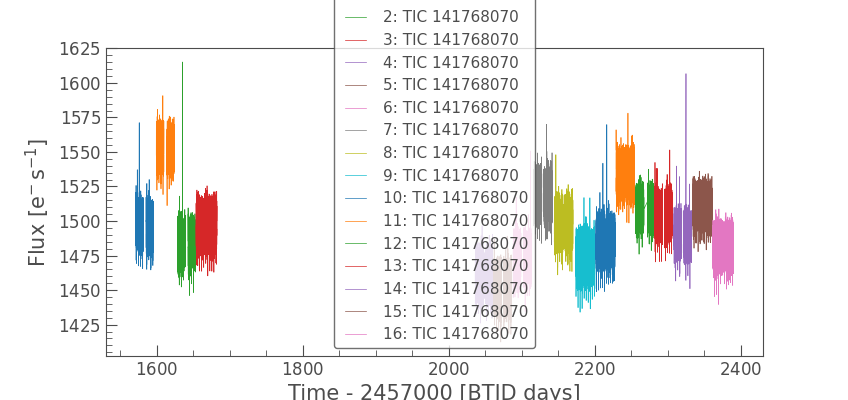 2: TIC 141768070
3: TIC 141768070
4: TIC 141768070
5: TIC 141768070
6: TIC 141768070
7: TIC 141768070
8: TIC 141768070
9: TIC 141768070
10: TIC 141768070
11: TIC 141768070
12: TIC 141768070
13: TIC 141768070
14: TIC 141768070
15: TIC 141768070
16: TIC 141768070
1625
1600
1575
1550
1525
1500
1475
1450
1425
Flux [e⁻ s⁻¹]
1600 1800 2000 2200 2400
Time - 2457000 [BTJD days]